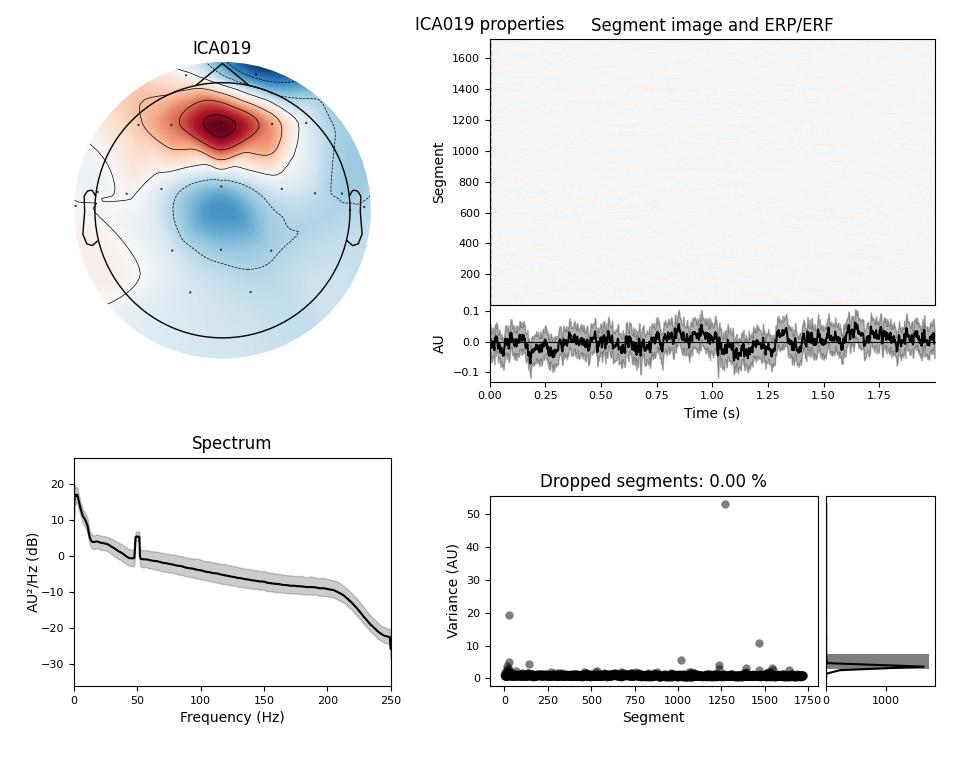 ICA019 properties
ICA019
Segment image and ERP/ERF
Segment
1600
1400
1200
1000
800
600
400
200
AU
0.1
0.0
−0.1
0.00 0.25 0.50 0.75 1.00 1.25 1.50 1.75
Time (s)
Spectrum
AU²/Hz (dB)
20
10
0
−10
−20
−30
0 50 100 150 200 250
Frequency (Hz)
Dropped segments: 0.00 %
Variance (AU)
50
40
30
20
10
0
0 250 500 750 1000 1250 1500 1750
Segment
0 1000